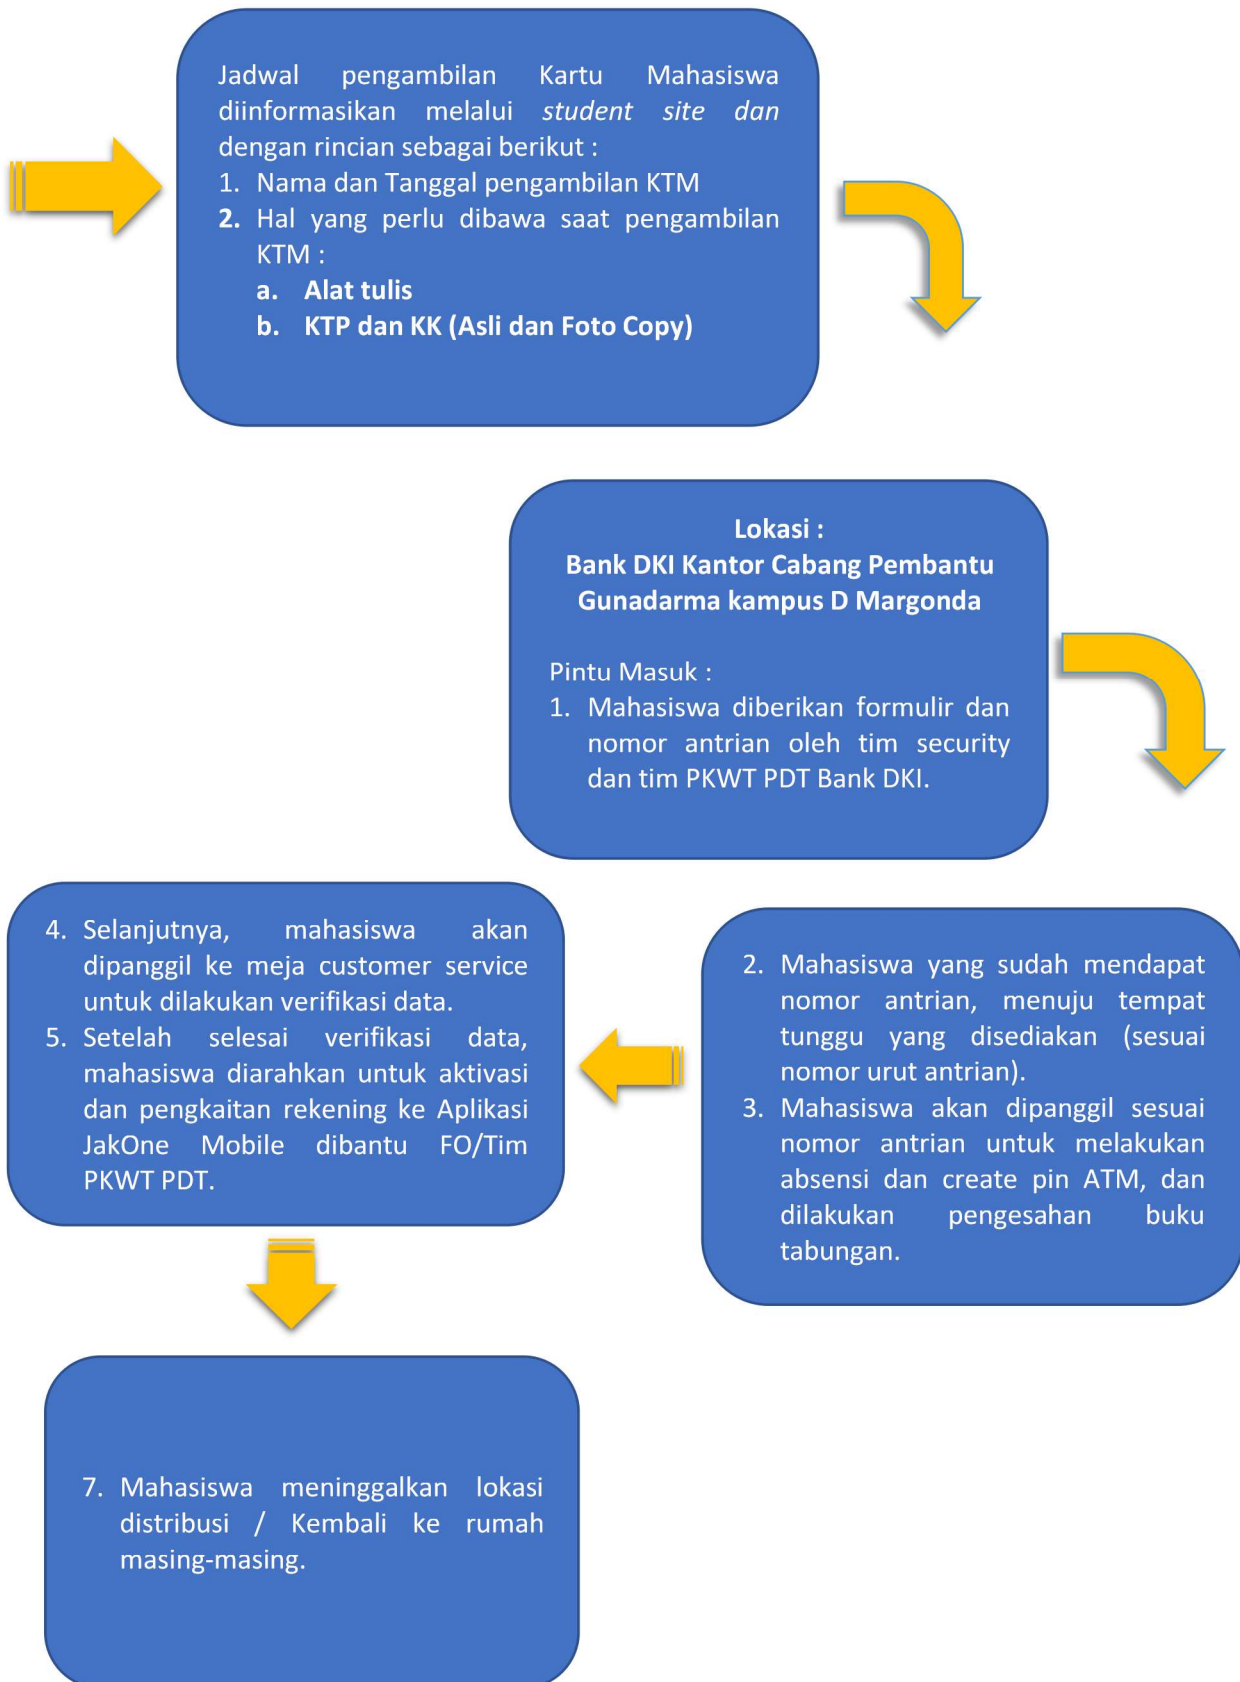 Jadwal pengambilan Kartu Mahasiswa
diinformasikan melalui student site dan
dengan rincian sebagai berikut :
1. Nama dan Tanggal pengambilan KTM
2. Hal yang perlu dibawa saat pengambilan
KTM :
a. Alat tulis
b. KTP dan KK (Asli dan Foto Copy)
Lokasi :
Bank DKI Kantor Cabang Pembantu
Gunadarma kampus D Margonda
Pintu Masuk :
1. Mahasiswa diberikan formulir dan
nomor antrian oleh tim security
dan tim PKWT PDT Bank DKI.
2. Mahasiswa yang sudah mendapat
nomor antrian, menuju tempat
tunggu yang disediakan (sesuai
nomor urut antrian).
3. Mahasiswa akan dipanggil sesuai
nomor antrian untuk melakukan
absensi dan create pin ATM, dan
dilakukan pengesahan buku
tabungan.
4. Selanjutnya, mahasiswa akan
dipanggil ke meja customer service
untuk dilakukan verifikasi data.
5. Setelah selesai verifikasi data,
mahasiswa diarahkan untuk aktivasi
dan pengkaitan rekening ke Aplikasi
JakOne Mobile dibantu FO/Tim
PKWT PDT.
7. Mahasiswa meninggalkan lokasi
distribusi / Kembali ke rumah
masing-masing.